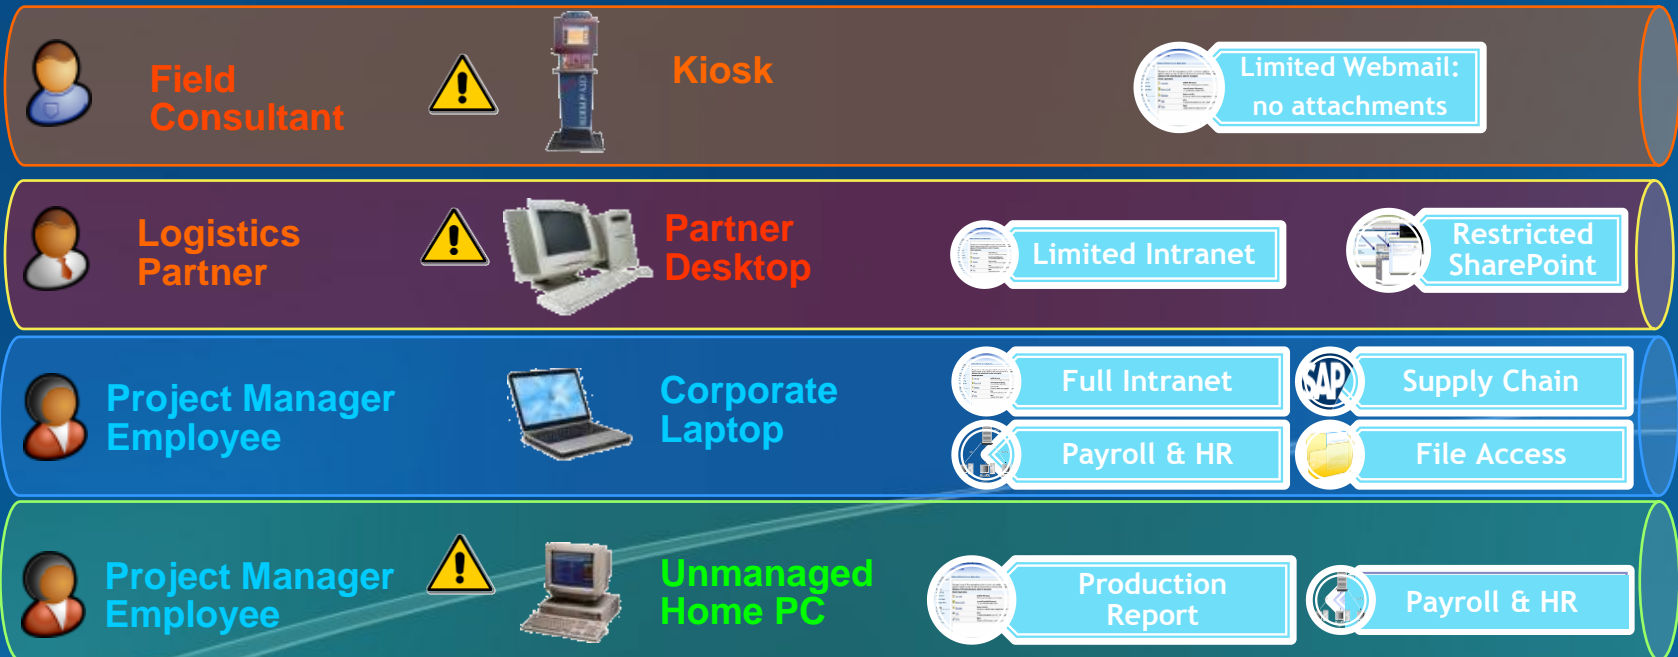 Field
Consultant
Kiosk
Limited Webmail:
no attachments
Logistics
Partner
Partner
Desktop
Limited Intranet
Restricted
SharePoint
Project Manager
Employee
Corporate
Laptop
Full Intranet
SAP
Supply Chain
Payroll & HR
File Access
Project Manager
Employee
Unmanaged
Home PC
Production
Report
Payroll & HR